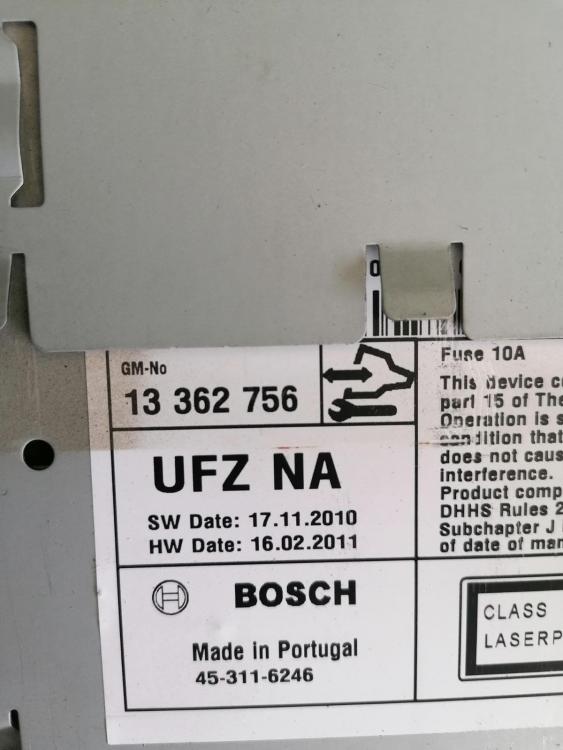 GM-No
13 362 756
UFZ NA
SW Date: 17.11.2010
HW Date: 16.02.2011
BOSCH
Made in Portugal
45-311-6246
Fuse 10A
This device
part 15 of The
Operation is
condition that
does not
interference.
Product
DHHS Rules 2
Subchapter J
of date of
CLASS